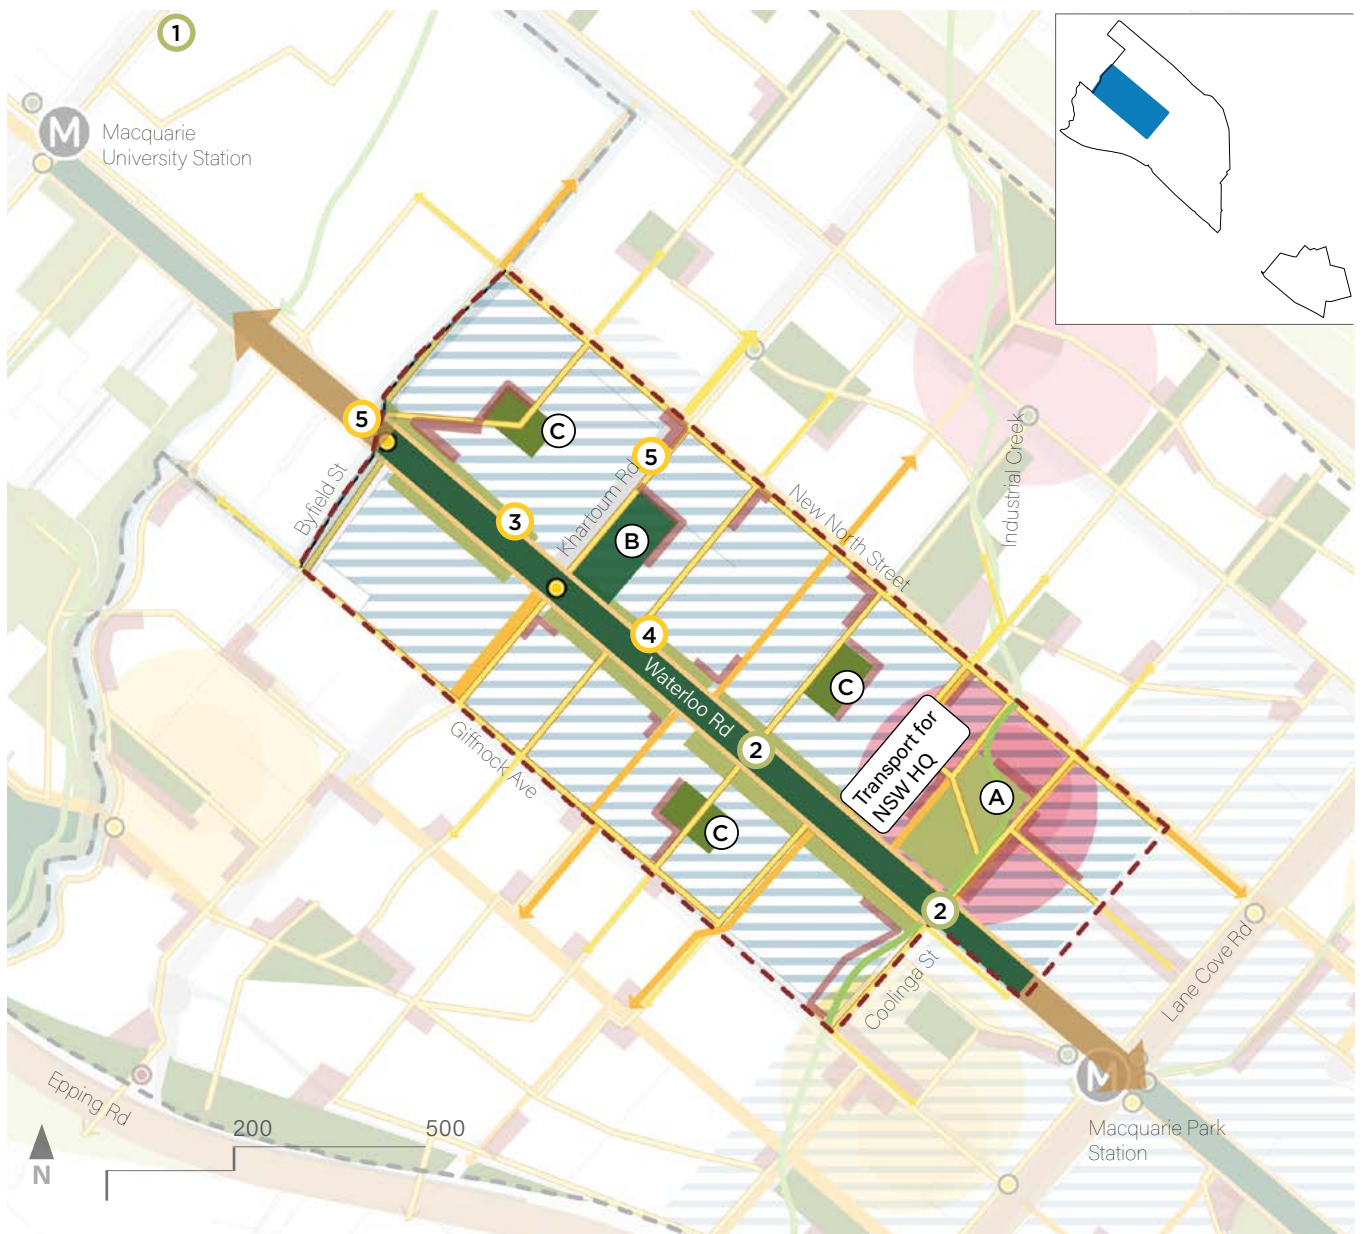 1
M
Macquarie
University Station
5
C
Byfield St
Khartoum Rd
5
3
B
New North Street
Industrial Creek
4
Waterloo Rd
C
2
Transport for
NSW HQ
A
Giffnock Ave
C
2
Coolinga St
Lane Cove Rd
M
Macquarie Park
Station
Epping Rd
200
500
N